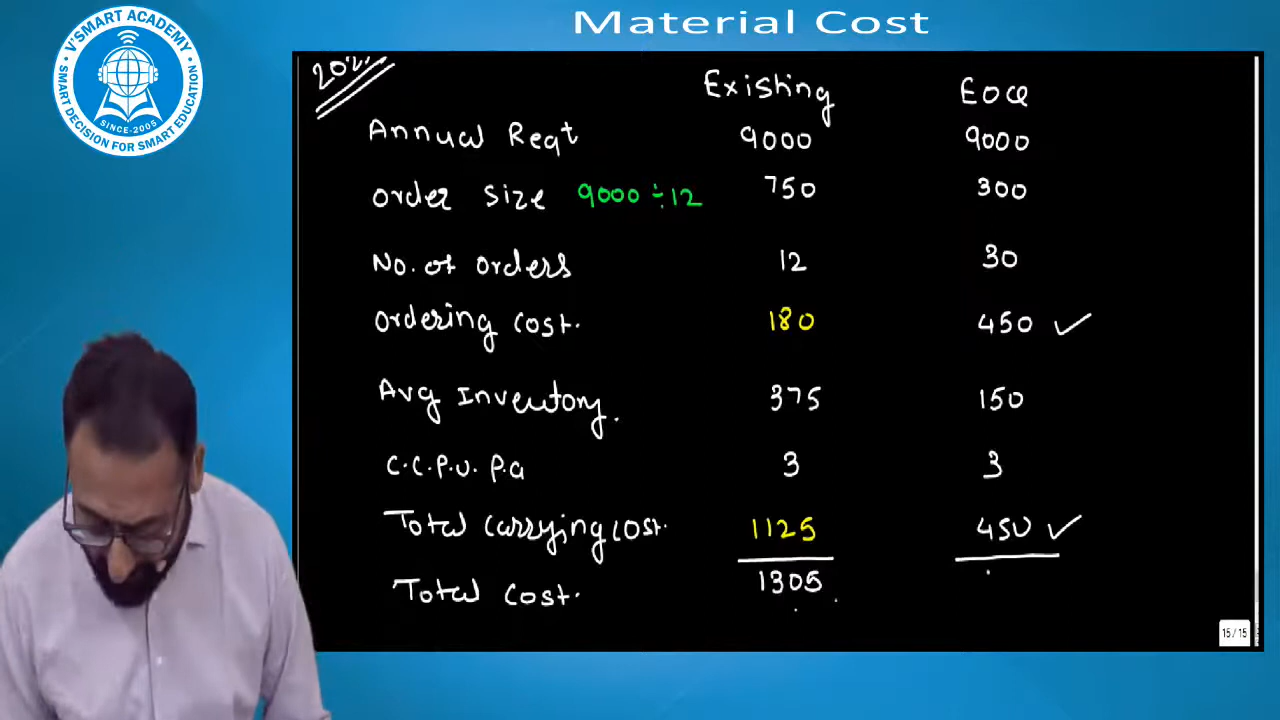 Material Cost
V'SMART ACADEMY
SINCE-2005
SMART DECISION FOR SMART EDUCATION
Existing EOQ
Annual Reqt 9000 9000
Order Size 9000 ÷ 12 750 300
No. of orders 12 30
Ordering cost. 180 450 ✓
Avg Inventory. 375 150
C.C.P.U. P.a 3 3
Total carrying cost. 1125 450 ✓
Total cost. 1305
15/15